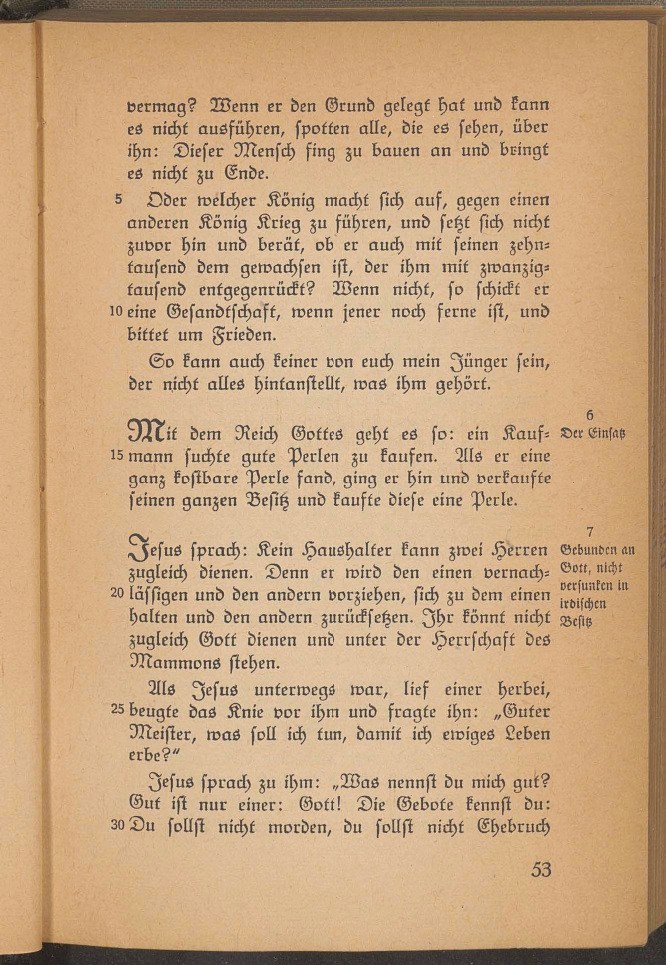 vermag? Wenn er den Grund gelegt hat und kann
es nicht ausführen, spotten alle, die es sehen, über
ihn: Dieser Mensch fing zu bauen an und bringt
es nicht zu Ende.
5 Oder welcher König macht sich auf, gegen einen
anderen König Krieg zu führen, und setzt sich nicht
zuvor hin und berät, ob er auch mit seinen zehn-
tausend dem gewachsen ist, der ihm mit zwanzig-
tausend entgegenrückt? Wenn nicht, so schickt er
10 eine Gesandtschaft, wenn jener noch ferne ist, und
bittet um Frieden.
So kann auch keiner von euch mein Jünger sein,
der nicht alles hintanstellt, was ihm gehört.
6
Der Einsatz
Mit dem Reich Gottes geht es so: ein Kauf-
15 mann suchte gute Perlen zu kaufen. Als er eine
ganz kostbare Perle fand, ging er hin und verkaufte
seinen ganzen Besitz und kaufte diese eine Perle.
7
Gebunden an
Gott, nicht
versunken in
irdischen
Besitz
Jesus sprach: Kein Haushalter kann zwei Herren
zugleich dienen. Denn er wird den einen vernach-
20 lässigen und den andern vorziehen, sich zu dem einen
halten und den andern zurücksetzen. Ihr könnt nicht
zugleich Gott dienen und unter der Herrschaft des
Mammons stehen.
Als Jesus unterwegs war, lief einer herbei,
25 beugte das Knie vor ihm und fragte ihn: „Guter
Meister, was soll ich tun, damit ich ewiges Leben
erbe?“
Jesus sprach zu ihm: „Was nennst du mich gut?
Gut ist nur einer: Gott! Die Gebote kennst du:
30 Du sollst nicht morden, du sollst nicht Ehebruch
53